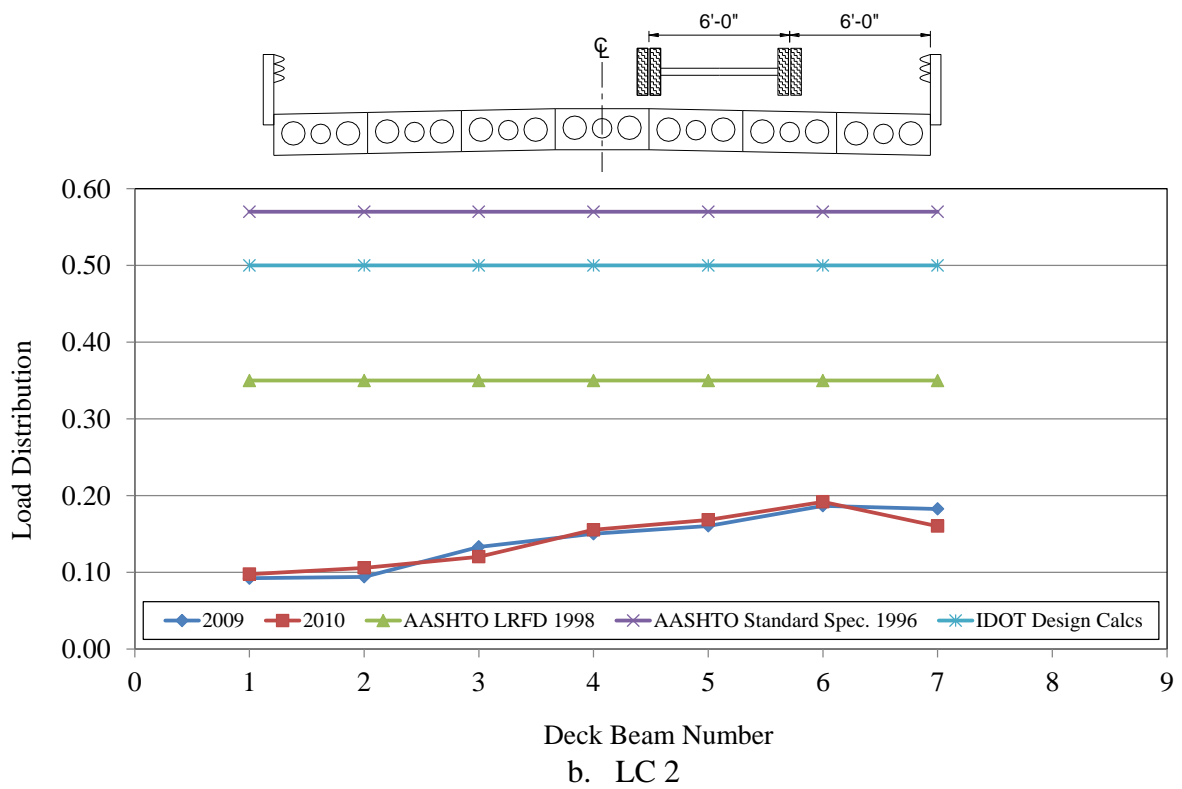 6'-0" 6'-0"
℄
0.60
0.50
0.40
0.30
0.20
0.10
0.00
Load Distribution
2009 2010 AASHTO LRFD 1998 AASHTO Standard Spec. 1996 IDOT Design Calcs
0 1 2 3 4 5 6 7 8 9
Deck Beam Number
b. LC 2